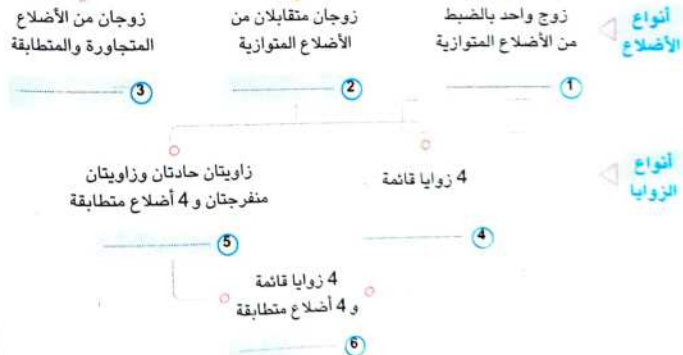 أنواع
الأضلاع
زوج واحد بالضبط
من الأضلاع المتوازية
1
زوجان متقابلان من
الأضلاع المتوازية
2
زوجان من الأضلاع
المتجاورة والمتطابقة
3
أنواع
الزوايا
4 زوايا قائمة
4
زاويتان حادتان وزاويتان
منفرجتان و 4 أضلاع متطابقة
5
4 زوايا قائمة
و 4 أضلاع متطابقة
6